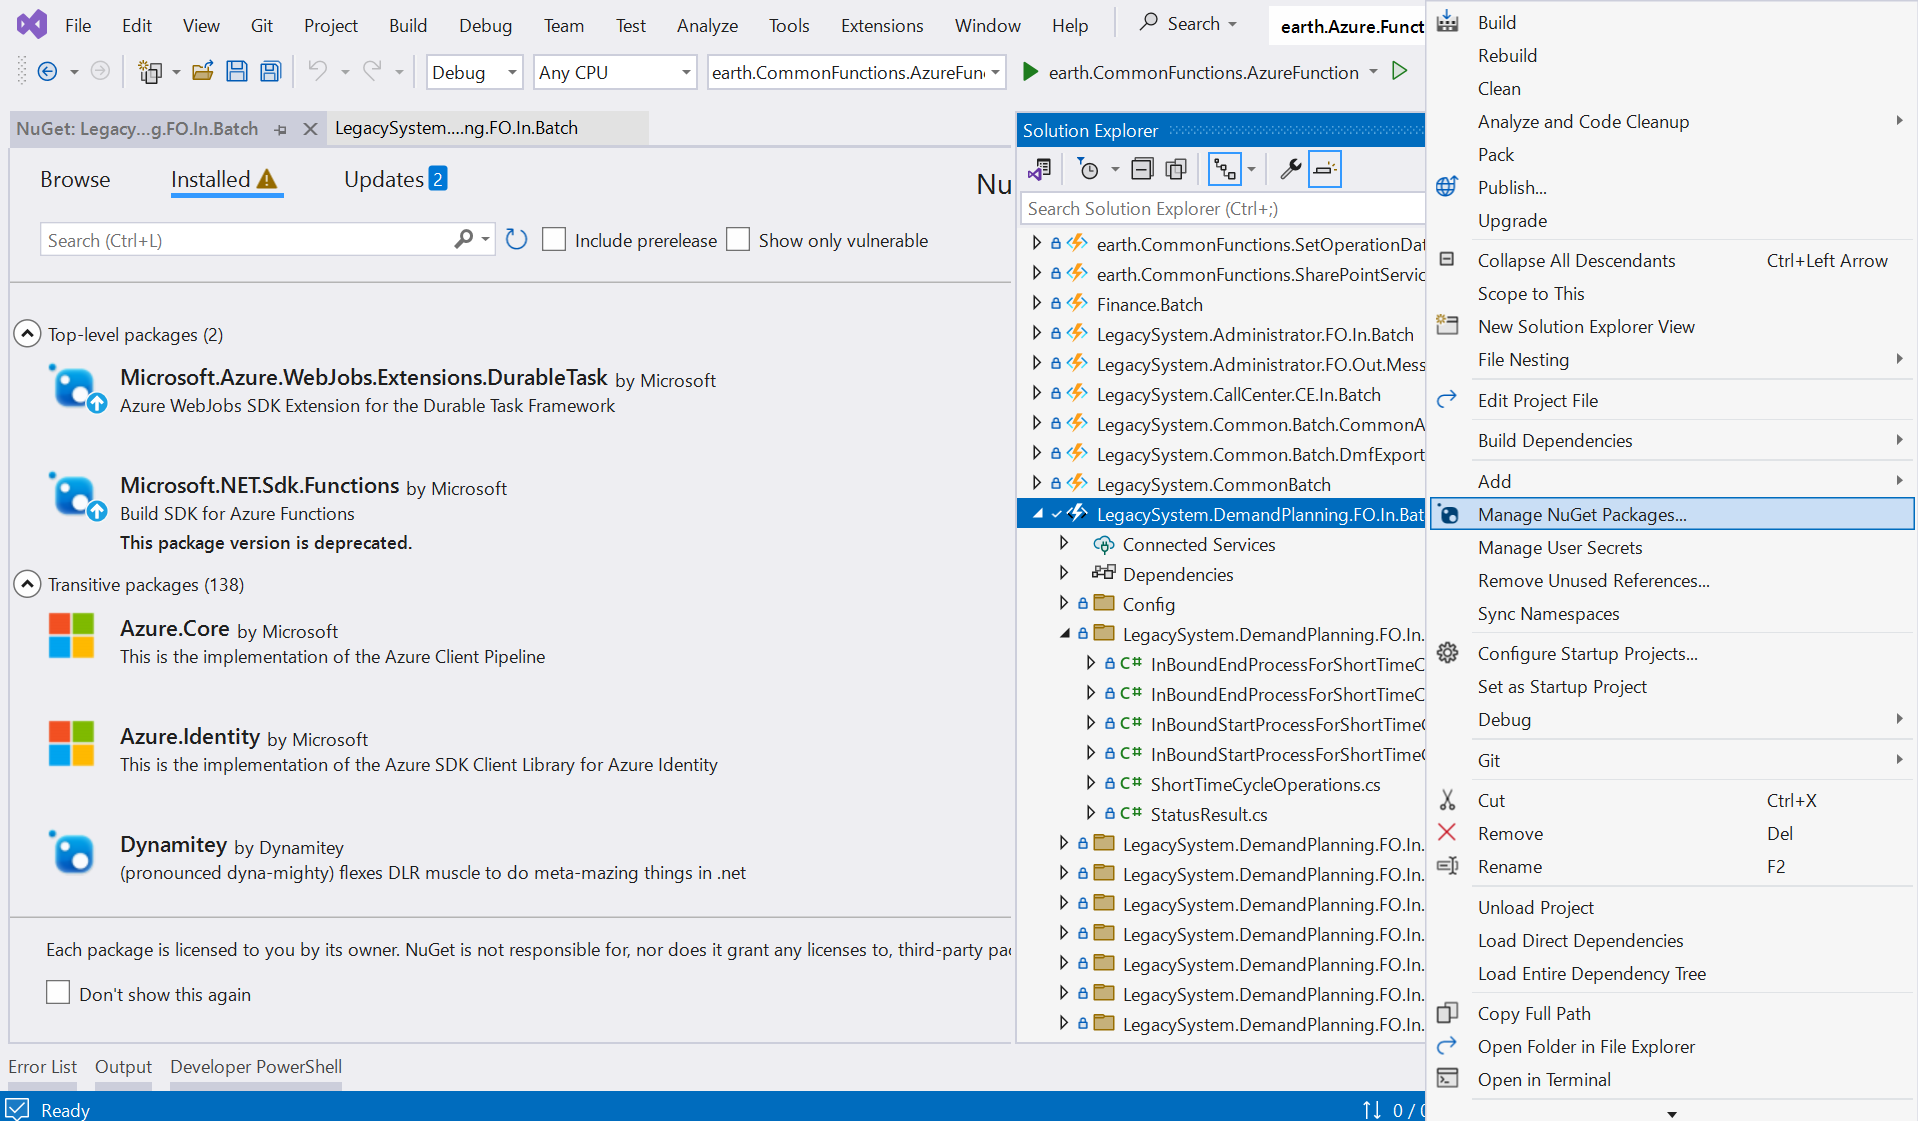 File Edit View Git Project Build Debug Team Test Analyze Tools Extensions Window Help Search earth.Azure.Funct
Debug Any CPU earth.CommonFunctions.AzureFun earth.CommonFunctions.AzureFunction
NuGet: Legacy...g.FO.In.Batch LegacySystem....ng.FO.In.Batch
Browse Installed Updates 2 Nu
Search (Ctrl+L) Include prerelease Show only vulnerable
Top-level packages (2)
Microsoft.Azure.WebJobs.Extensions.DurableTask by Microsoft
Azure WebJobs SDK Extension for the Durable Task Framework
Microsoft.NET.Sdk.Functions by Microsoft
Build SDK for Azure Functions
This package version is deprecated.
Transitive packages (138)
Azure.Core by Microsoft
This is the implementation of the Azure Client Pipeline
Azure.Identity by Microsoft
This is the implementation of the Azure SDK Client Library for Azure Identity
Dynamitey by Dynamitey
(pronounced dyna-mighty) flexes DLR muscle to do meta-mazing things in .net
Each package is licensed to you by its owner. NuGet is not responsible for, nor does it grant any licenses to, third-party pac
Don't show this again
Solution Explorer
Search Solution Explorer (Ctrl+;)
earth.CommonFunctions.SetOperationDat
earth.CommonFunctions.SharePointServic
Finance.Batch
LegacySystem.Administrator.FO.In.Batch
LegacySystem.Administrator.FO.Out.Mess
LegacySystem.CallCenter.CE.In.Batch
LegacySystem.Common.Batch.CommonA
LegacySystem.Common.Batch.DmfExport
LegacySystem.CommonBatch
LegacySystem.DemandPlanning.FO.In.Bat
Connected Services
Dependencies
Config
LegacySystem.DemandPlanning.FO.In.
C# InBoundEndProcessForShortTimeC
C# InBoundEndProcessForShortTimeC
C# InBoundStartProcessForShortTimeC
C# InBoundStartProcessForShortTimeC
C# ShortTimeCycleOperations.cs
C# StatusResult.cs
LegacySystem.DemandPlanning.FO.In.
LegacySystem.DemandPlanning.FO.In.
LegacySystem.DemandPlanning.FO.In.
LegacySystem.DemandPlanning.FO.In.
LegacySystem.DemandPlanning.FO.In.
LegacySystem.DemandPlanning.FO.In.
LegacySystem.DemandPlanning.FO.In.
Build
Rebuild
Clean
Analyze and Code Cleanup
Pack
Publish...
Upgrade
Collapse All Descendants Ctrl+Left Arrow
Scope to This
New Solution Explorer View
File Nesting
Edit Project File
Build Dependencies
Add
Manage NuGet Packages...
Manage User Secrets
Remove Unused References...
Sync Namespaces
Configure Startup Projects...
Set as Startup Project
Debug
Git
Cut Ctrl+X
Remove Del
Rename F2
Unload Project
Load Direct Dependencies
Load Entire Dependency Tree
Copy Full Path
Open Folder in File Explorer
Open in Terminal
Error List Output Developer PowerShell
Ready 0 / 0